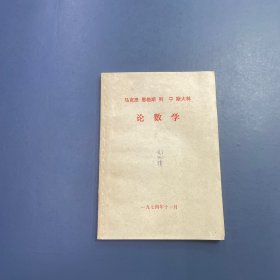 马克思 恩格斯 列 宁 斯大林
论 数 学
一九七四年十一月